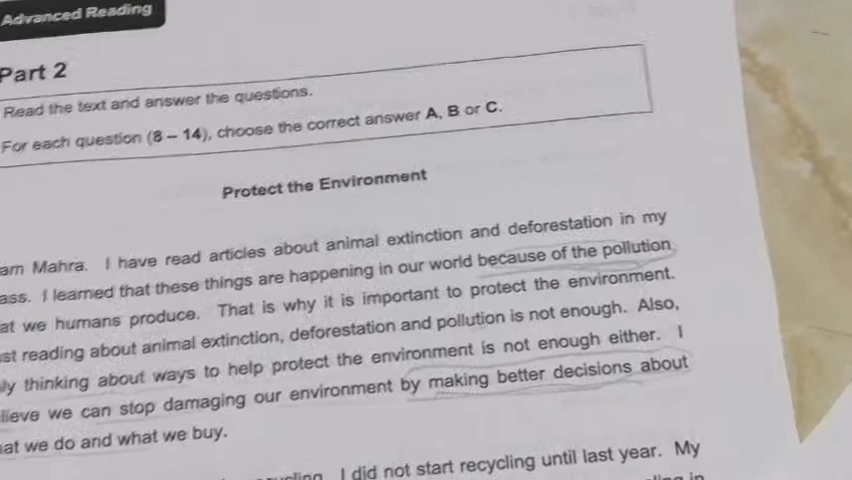 Advanced Reading
Part 2
Read the text and answer the questions.
For each question (8 – 14), choose the correct answer A, B or C.
Protect the Environment
am Mahra. I have read articles about animal extinction and deforestation in my
ass. I learned that these things are happening in our world because of the pollution
at we humans produce. That is why it is important to protect the environment.
st reading about animal extinction, deforestation and pollution is not enough. Also,
ly thinking about ways to help protect the environment is not enough either. I
lieve we can stop damaging our environment by making better decisions about
at we do and what we buy.
I did not start recycling until last year. My